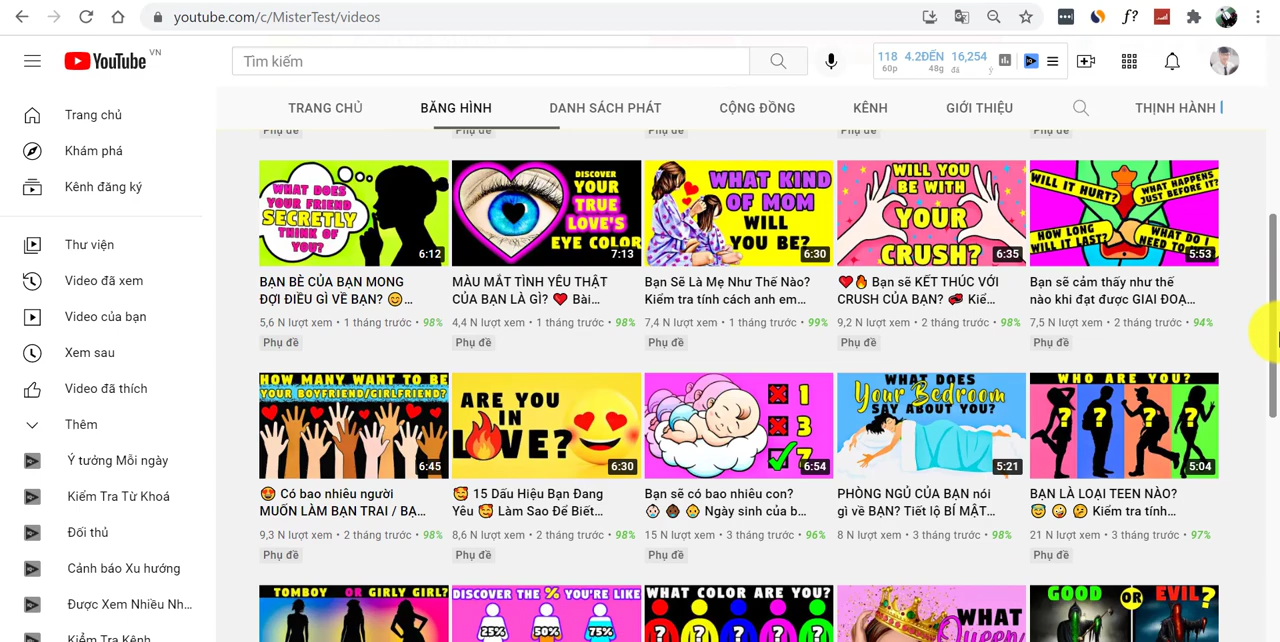 youtube.com/c/MisterTest/videos
f?
YouTube VN
Tìm kiếm
118 4.2ĐẾN 16,254
60p 48g đá ý
Trang chủ
Khám phá
Kênh đăng ký
Thư viện
Video đã xem
Video của bạn
Xem sau
Video đã thích
Thêm
Ý tưởng Mỗi ngày
Kiếm Tra Từ Khoá
Đối thủ
Cảnh báo Xu hướng
Được Xem Nhiều Nh...
Kiểm Tra Kênh
TRANG CHỦ BĂNG HÌNH DANH SÁCH PHÁT CỘNG ĐỒNG KÊNH GIỚI THIỆU THỊNH HÀNH
Phụ đề Phụ đề Phụ đề Phụ đề Phụ đề
WHAT DOES
YOUR FRIEND
SECRETLY
THINK OF
YOU?
6:12
BẠN BÈ CỦA BẠN MONG
ĐỢI ĐIỀU GÌ VỀ BẠN? 😊...
5,6 N lượt xem • 1 tháng trước • 98%
Phụ đề
DISCOVER
YOUR
TRUE
LOVE'S
EYE COLOR
7:13
MÀU MẮT TÌNH YÊU THẬT
CỦA BẠN LÀ GÌ? ❤️ Bài...
4,4 N lượt xem • 1 tháng trước • 98%
WHAT KIND
OF MOM
WILL
YOU BE?
6:30
Bạn Sẽ Là Mẹ Như Thế Nào?
Kiểm tra tính cách anh em...
7,4 N lượt xem • 1 tháng trước • 99%
Phụ đề
WILL YOU
BE WITH
YOUR
CRUSH?
6:35
❤️🔥 Bạn sẽ KẾT THÚC VỚI
CRUSH CỦA BẠN? 💌 Kiể...
9,2 N lượt xem • 2 tháng trước • 98%
Phụ đề
WILL IT HURT?
WHAT HAPPENS
JUST BEFORE IT?
HOW LONG
WILL IT LAST?
WHAT DO I
NEED TO
5:53
Bạn sẽ cảm thấy như thế
nào khi đạt được GIAI ĐOẠ...
7,5 N lượt xem • 2 tháng trước • 94%
Phụ đề
HOW MANY WANT TO BE
YOUR BOYFRIEND/GIRLFRIEND?
6:45
😍 Có bao nhiêu người
MUỐN LÀM BẠN TRAI / BẠ...
9,3 N lượt xem • 2 tháng trước • 98%
Phụ đề
ARE YOU
IN
LOVE?
6:30
🥰 15 Dấu Hiệu Bạn Đang
Yêu 🥰 Làm Sao Để Biết...
8,6 N lượt xem • 2 tháng trước • 98%
Phụ đề
1
3
7
6:54
Bạn sẽ có bao nhiêu con?
👶🏻 👶🏿 👶 Ngày sinh của b...
15 N lượt xem • 3 tháng trước • 96%
Phụ đề
WHAT DOES
Your Bedroom
SAY ABOUT YOU?
5:21
PHÒNG NGỦ CỦA BẠN nói
gì về BẠN? Tiết lộ BÍ MẬT...
8 N lượt xem • 3 tháng trước • 98%
WHO ARE YOU?
? ? ? ?
5:04
BẠN LÀ LOẠI TEEN NÀO?
😇 🤪 🤔 Kiểm tra tính...
21 N lượt xem • 3 tháng trước • 97%
Phụ đề
TOMBOY OR GIRLY GIRL?
DISCOVER THE % YOU'RE LIKE
25% 50% 75%
WHAT COLOR ARE YOU?
? ? ? ? ?
WHAT
Queen
GOOD OR EVIL?